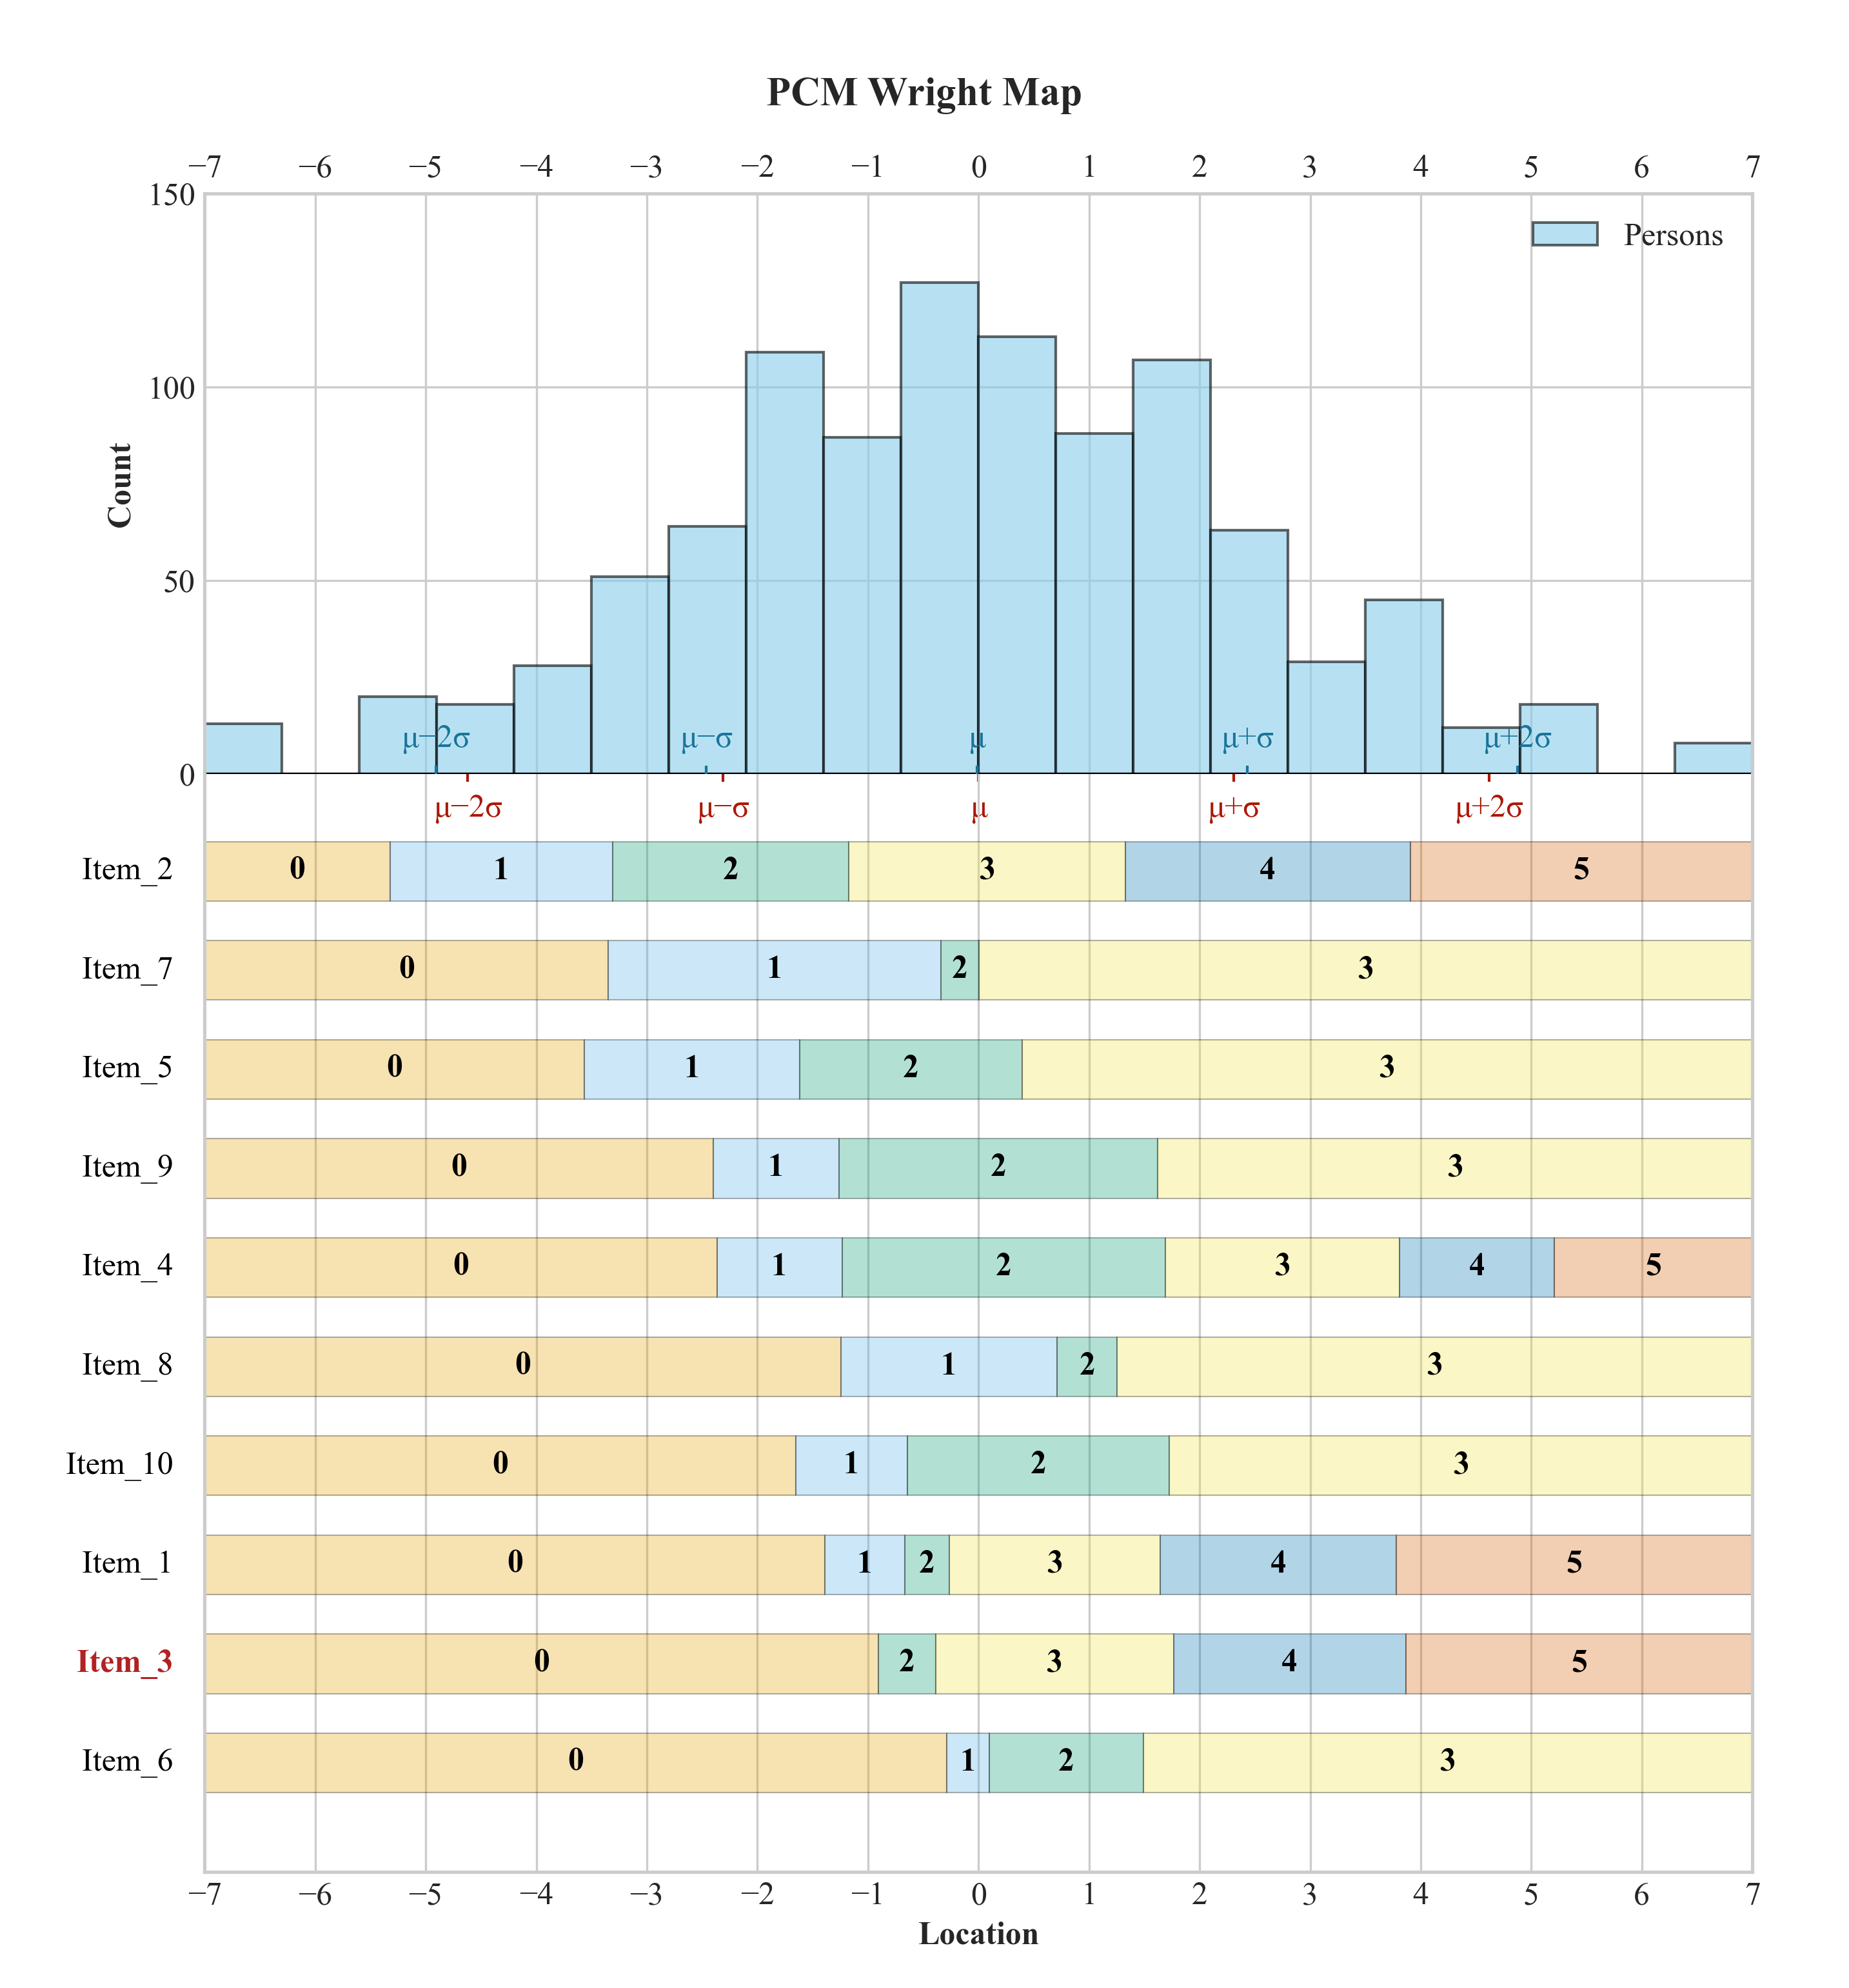 PCM Wright Map
−7 −6 −5 −4 −3 −2 −1 0 1 2 3 4 5 6 7
150
Persons
100
Count
50
μ−2σ μ−σ μ μ+σ μ+2σ
0
μ−2σ μ−σ μ μ+σ μ+2σ
Item_2 0 1 2 3 4 5
Item_7 0 1 2 3
Item_5 0 1 2 3
Item_9 0 1 2 3
Item_4 0 1 2 3 4 5
Item_8 0 1 2 3
Item_10 0 1 2 3
Item_1 0 1 2 3 4 5
Item_3 0 2 3 4 5
Item_6 0 1 2 3
−7 −6 −5 −4 −3 −2 −1 0 1 2 3 4 5 6 7
Location